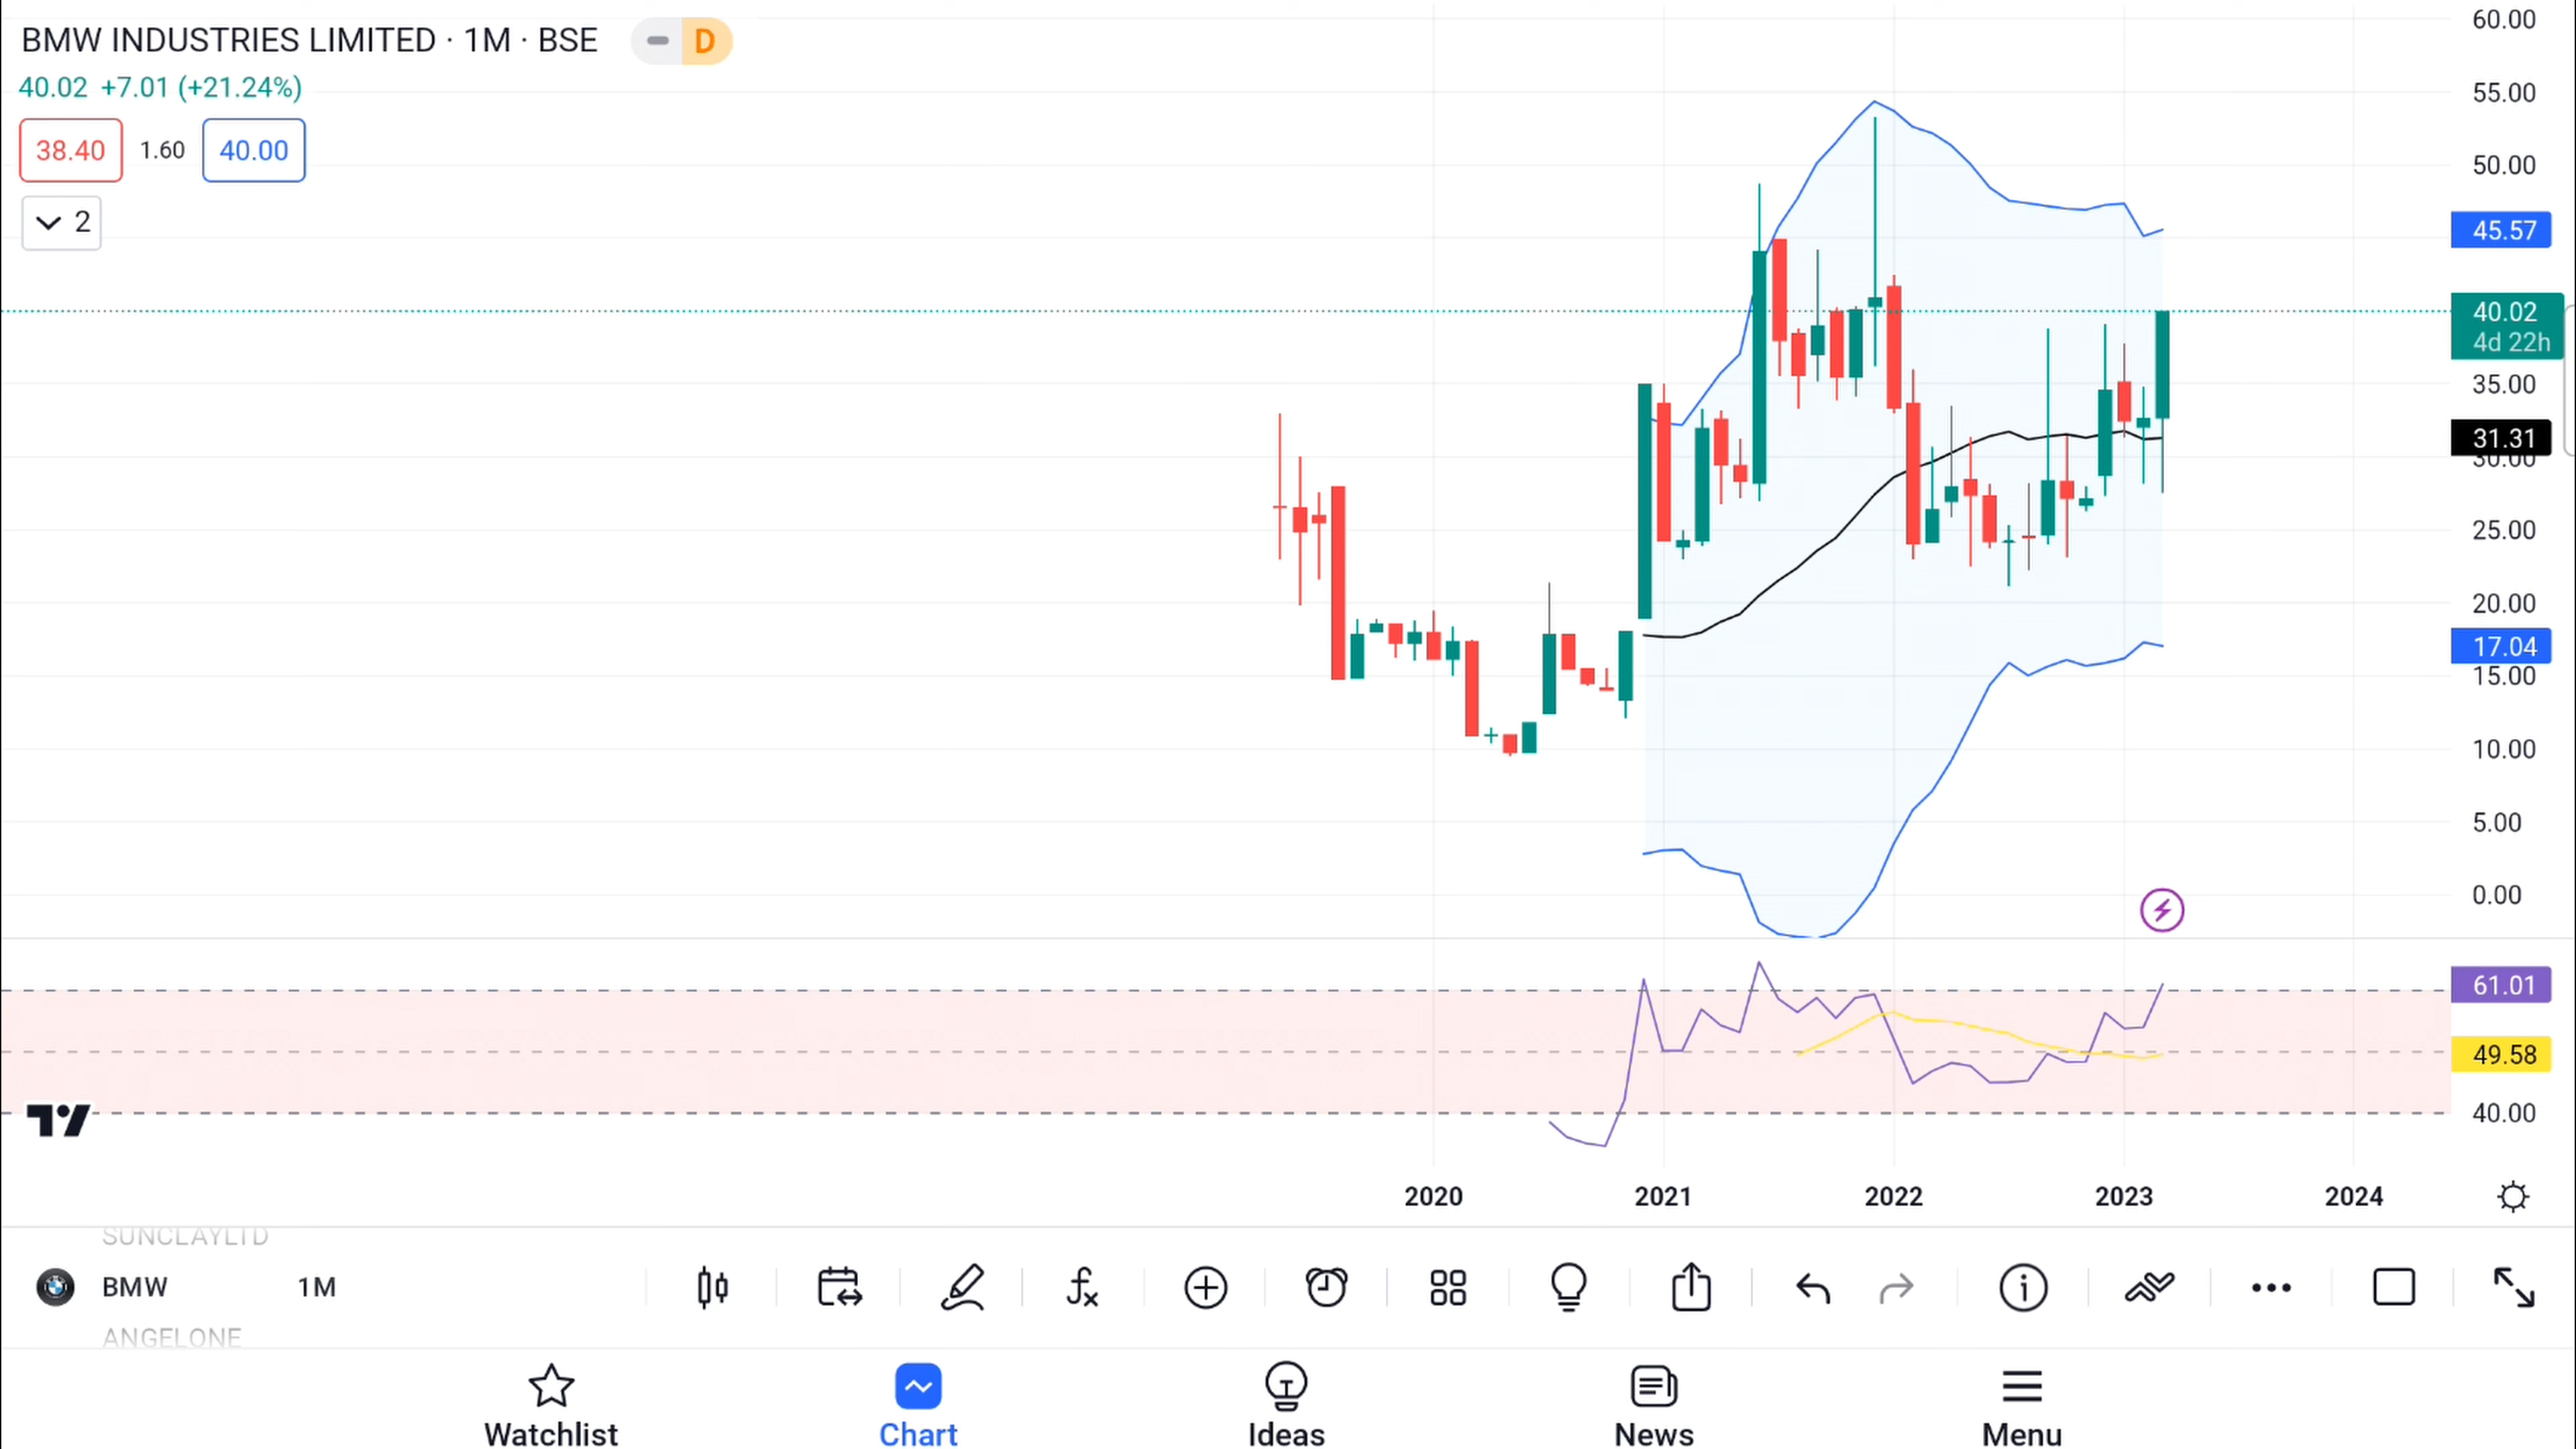 BMW INDUSTRIES LIMITED · 1M · BSE D
40.02 +7.01 (+21.24%)
38.40 1.60 40.00
2
60.00
55.00
50.00
45.57
40.02
4d 22h
35.00
31.31
30.00
25.00
20.00
17.04
15.00
10.00
5.00
0.00
61.01
49.58
40.00
2020 2021 2022 2023 2024
SUNCLAYLTD
BMW 1M
ANGELONE
Watchlist Chart Ideas News Menu